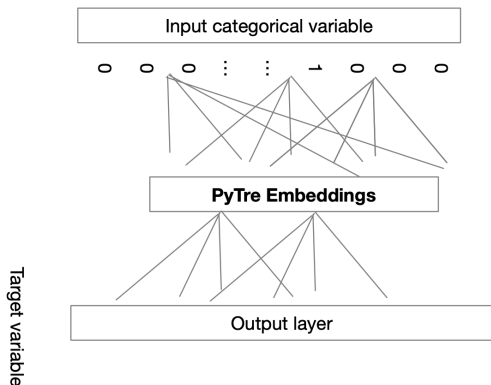 Input categorical variable
0 0 0 ... ... 1 0 0 0
PyTre Embeddings
Output layer
Target variable